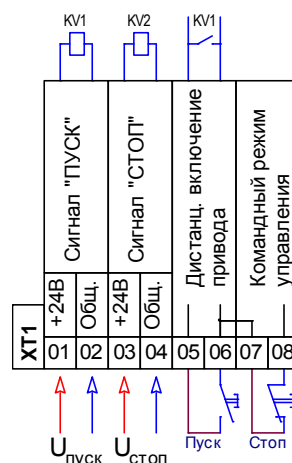 KV1
KV2
KV1
Сигнал "ПУСК"
Сигнал "СТОП"
Дистанц. включение
привода
Командный режим
управления
+24В
Общ.
+24В
Общ.
XT1
01
02
03
04
05
06
07
08
Uпуск
Uстоп
Пуск
Стоп